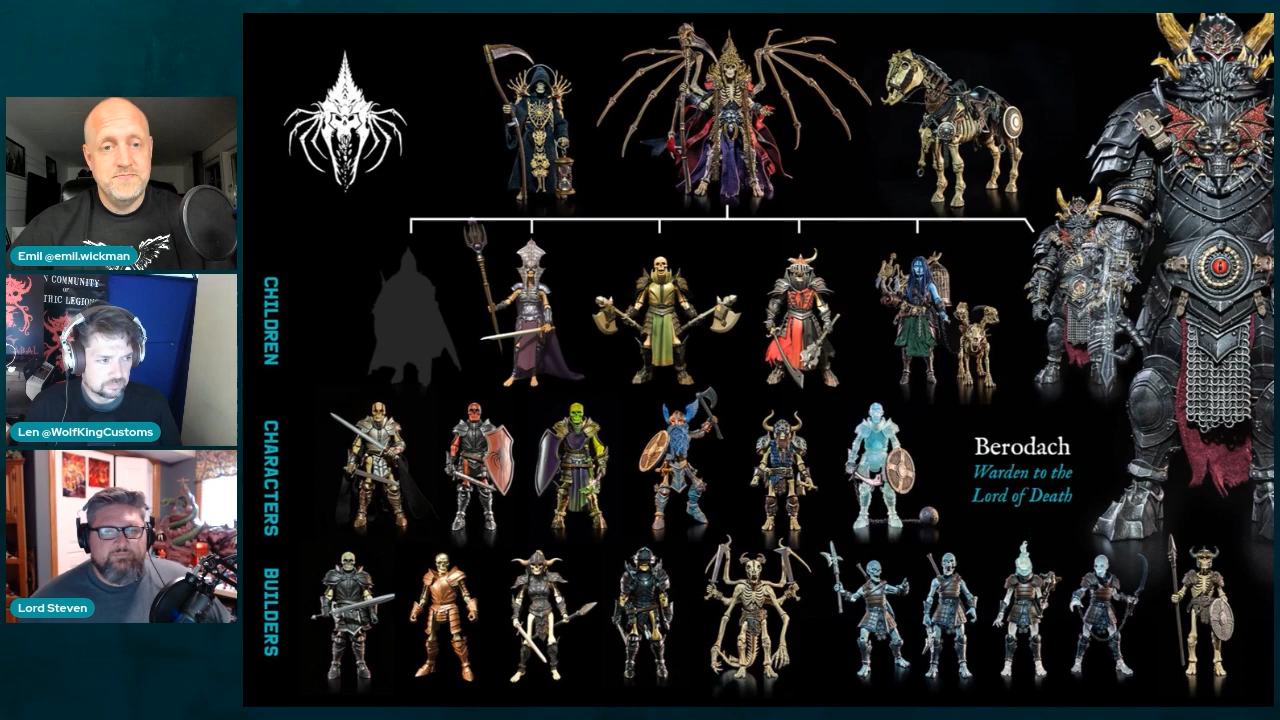 Emil @emil.wickman
N COMMUNITY
OF
THIC LEGION
Len @WolfKingCustoms
Lord Steven
CHILDREN
CHARACTERS
BUILDERS
Berodach
Warden to the
Lord of Death